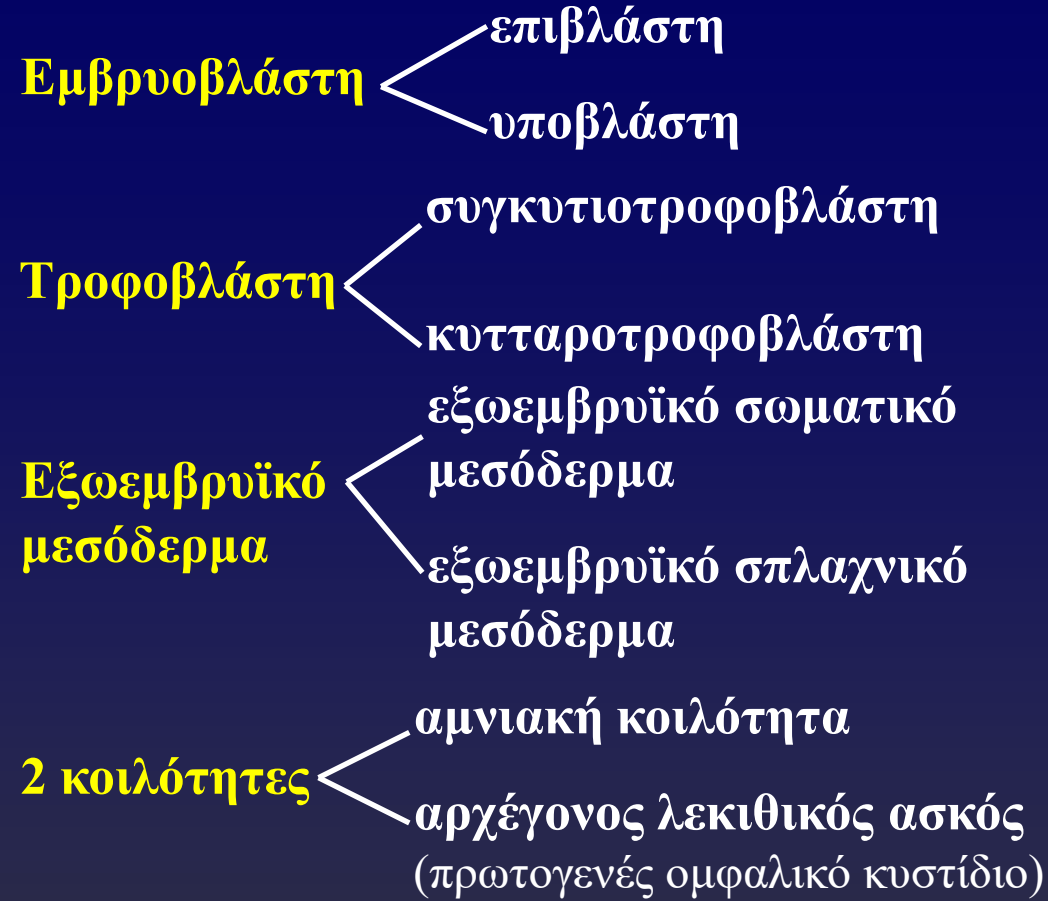 επιβλάστη
Εμβρυοβλάστη
υποβλάστη
συγκυτιοτροφοβλάστη
Τροφοβλάστη
κυτταροτροφοβλάστη
εξωεμβρυϊκό σωματικό
μεσόδερμα
Εξωεμβρυϊκό
μεσόδερμα
εξωεμβρυϊκό σπλαχνικό
μεσόδερμα
αμνιακή κοιλότητα
2 κοιλότητες
αρχέγονος λεκιθικός ασκός
(πρωτογενές ομφαλικό κυστίδιο)